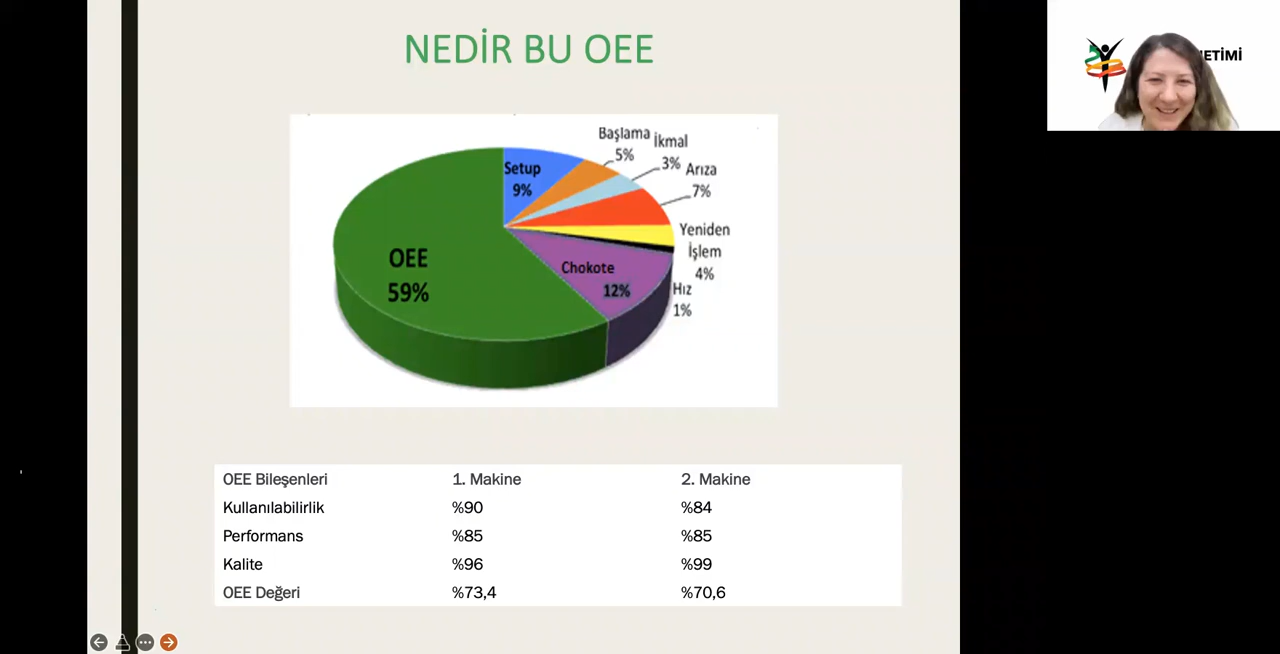 NEDİR BU OEE
Başlama
5%
İkmal
3%
Arıza
7%
Setup
9%
Yeniden
İşlem
4%
OEE
59%
Chokote
12%
Hız
1%
OEE Bileşenleri 1. Makine 2. Makine
Kullanılabilirlik %90 %84
Performans %85 %85
Kalite %96 %99
OEE Değeri %73,4 %70,6